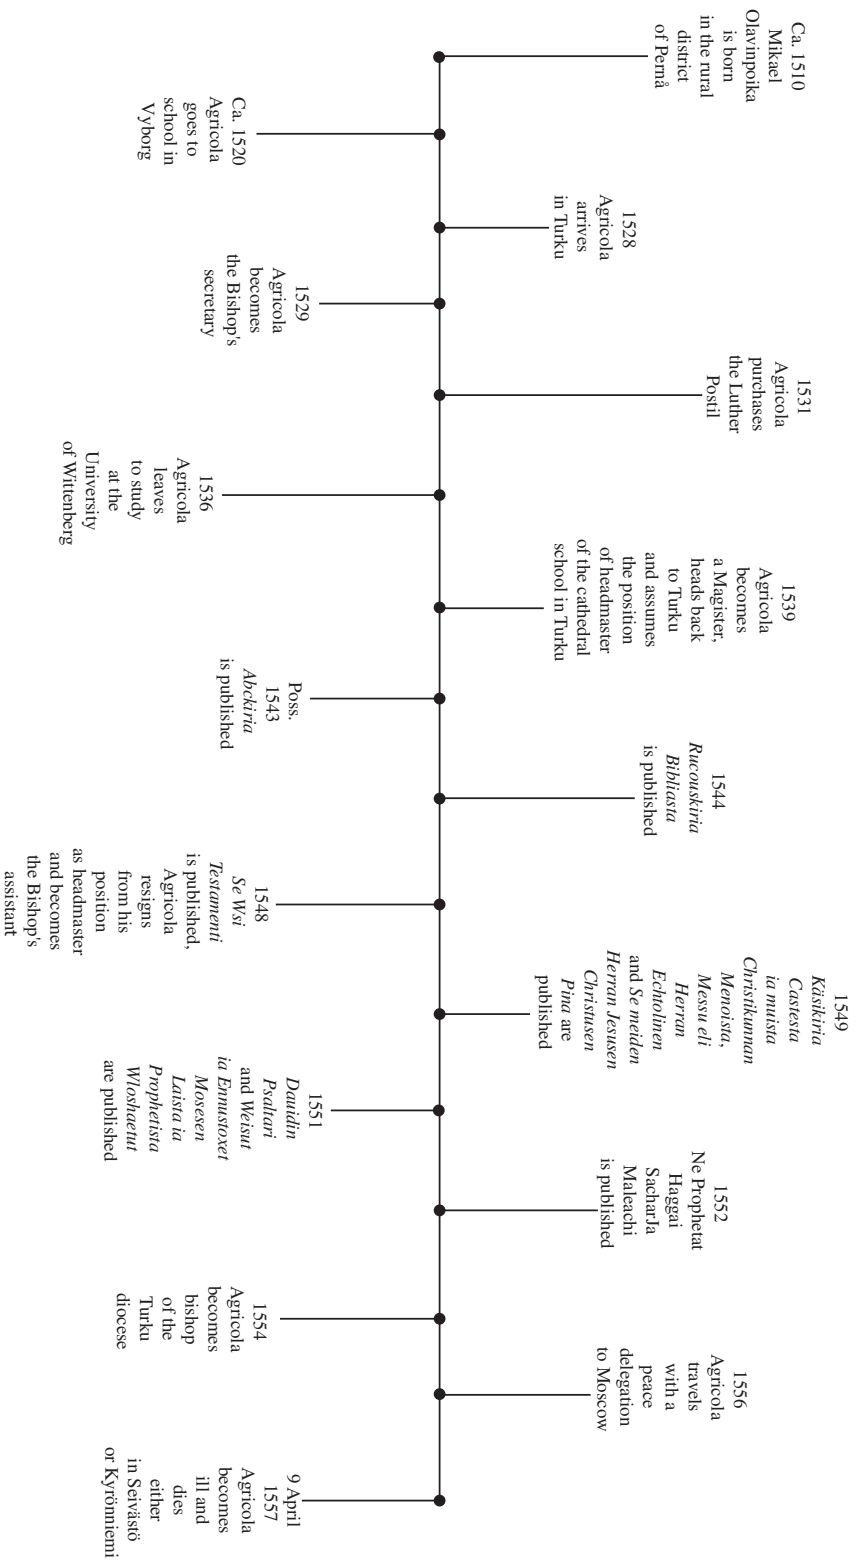 Ca. 1510
Mikael
Olavinpoika
is born
in the rural
district
of Pernå
Ca. 1520
Agricola
goes to
school in
Vyborg
1528
Agricola
arrives
in Turku
1529
Agricola
becomes
the Bishop's
secretary
1531
Agricola
purchases
the Luther
Postil
1536
Agricola
leaves
to study
at the
University
of Wittenberg
1539
Agricola
becomes
a Magister,
heads back
to Turku
and assumes
the position
of headmaster
of the cathedral
school in Turku
Poss.
1543
Abckiria
is published
1544
Rucouskiria
Bibliasta
is published
1548
Se Wsi
Testamenti
is published,
Agricola
resigns
from his
position
as headmaster
and becomes
the Bishop's
assistant
1549
Käsikiria
Castesta
ia muista
Christikunnan
Menoista,
Messu eli
Herran
Echtolinen
and Se meiden
Herran Jesusen
Christusen
Pina are
published
1551
Dauidin
Psaltari
and Weisut
ia Ennustoxet
Mosesen
Laista ia
Prophetista
Wloshaetut
are published
1552
Ne Prophetat
Haggai
SacharJa
Maleachi
is published
1554
Agricola
becomes
bishop
of the
Turku
diocese
1556
Agricola
travels
with a
peace
delegation
to Moscow
9 April
1557
Agricola
becomes
ill and
dies
either
in Seivästö
or Kyrönniemi